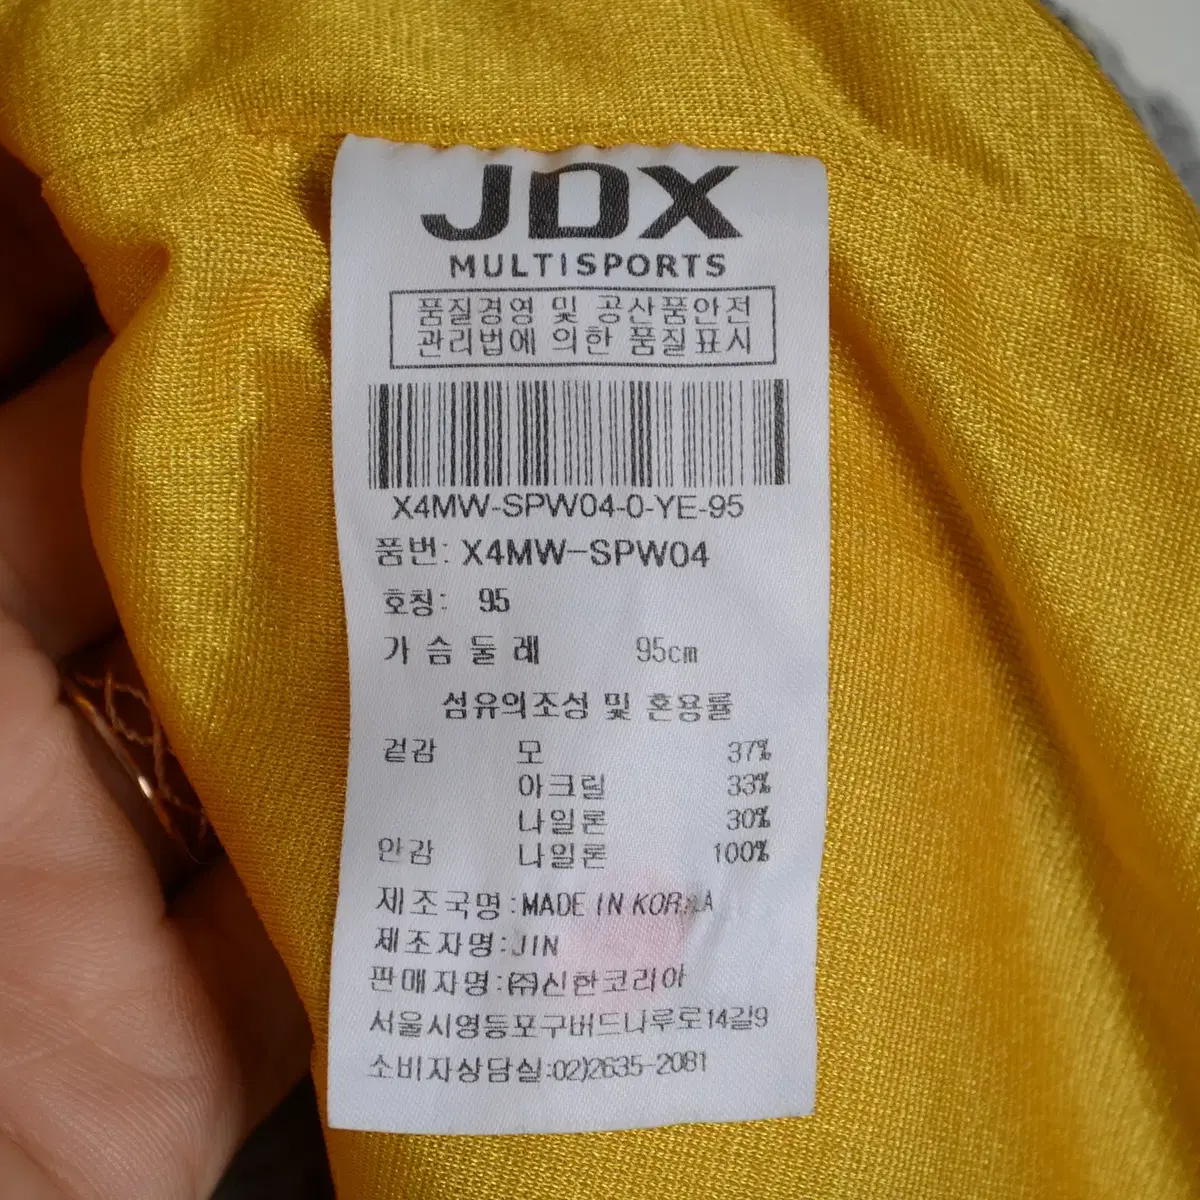 JDX
MULTISPORTS
품질경영 및 공산품안전
관리법에 의한 품질표시
X4MW-SPW04-0-YE-95
품번: X4MW-SPW04
호칭: 95
가슴둘레 95cm
섬유의조성 및 혼용률
겉감 모 37%
아크릴 33%
나일론 30%
안감 나일론 100%
제조국명:MADE IN KOREA
제조자명:JIN
판매자명:㈜신한코리아
서울시영등포구버드나루로14길9
소비자상담실:02)2635-2081